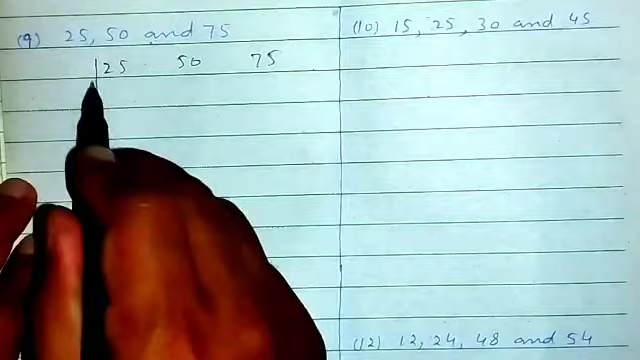 (9) 25, 50 and 75
25 50 75
(10) 15, 25, 30 and 45
(12) 12, 24, 48 and 54